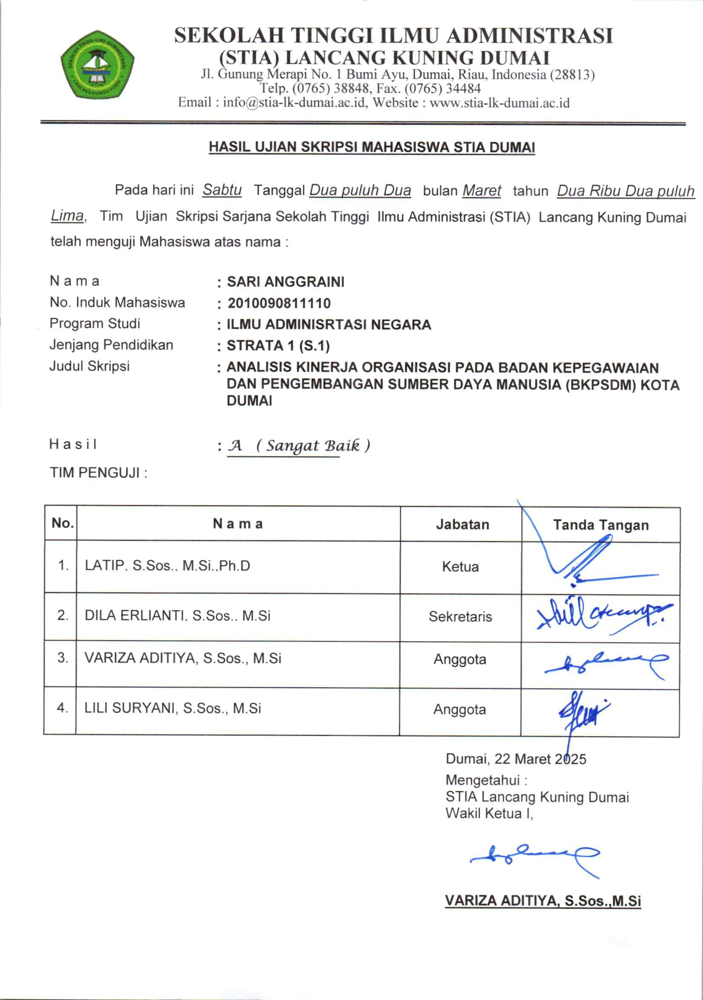 SEKOLAH TINGGI ILMU ADMINISTRASI
(STIA) LANCANG KUNING DUMAI
Jl. Gunung Merapi No. 1 Bumi Ayu, Dumai, Riau, Indonesia (28813)
Telp. (0765) 38848, Fax. (0765) 34484
Email : info@stia-lk-dumai.ac.id, Website : www.stia-lk-dumai.ac.id
SEKOLAH TINGGI ILMU ADMINISTRASI
STIA
LANCANG KUNING DUMAI
HASIL UJIAN SKRIPSI MAHASISWA STIA DUMAI
Pada hari ini Sabtu Tanggal Dua puluh Dua bulan Maret tahun Dua Ribu Dua puluh
Lima, Tim Ujian Skripsi Sarjana Sekolah Tinggi Ilmu Administrasi (STIA) Lancang Kuning Dumai
telah menguji Mahasiswa atas nama :
N a m a : SARI ANGGRAINI
No. Induk Mahasiswa : 2010090811110
Program Studi : ILMU ADMINISRTASI NEGARA
Jenjang Pendidikan : STRATA 1 (S.1)
Judul Skripsi : ANALISIS KINERJA ORGANISASI PADA BADAN KEPEGAWAIAN
DAN PENGEMBANGAN SUMBER DAYA MANUSIA (BKPSDM) KOTA
DUMAI
H a s i l : A ( Sangat Baik )
TIM PENGUJI :
No. N a m a Jabatan Tanda Tangan
1. LATIP. S.Sos.. M.Si..Ph.D Ketua
2. DILA ERLIANTI. S.Sos.. M.Si Sekretaris
3. VARIZA ADITIYA, S.Sos., M.Si Anggota
4. LILI SURYANI, S.Sos., M.Si Anggota
Dumai, 22 Maret 2025
Mengetahui :
STIA Lancang Kuning Dumai
Wakil Ketua I,
VARIZA ADITIYA, S.Sos.,M.Si